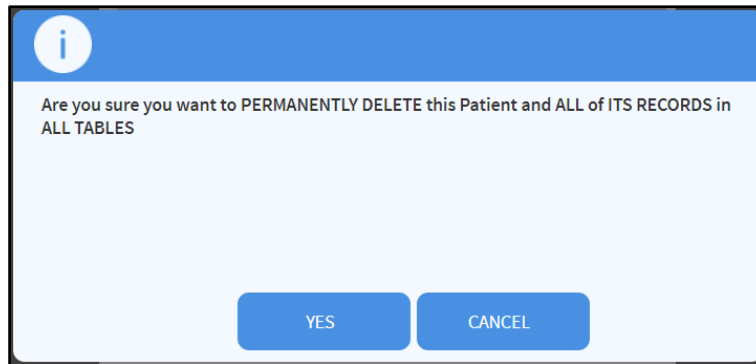 i
Are you sure you want to PERMANENTLY DELETE this Patient and ALL of ITS RECORDS in
ALL TABLES
YES
CANCEL